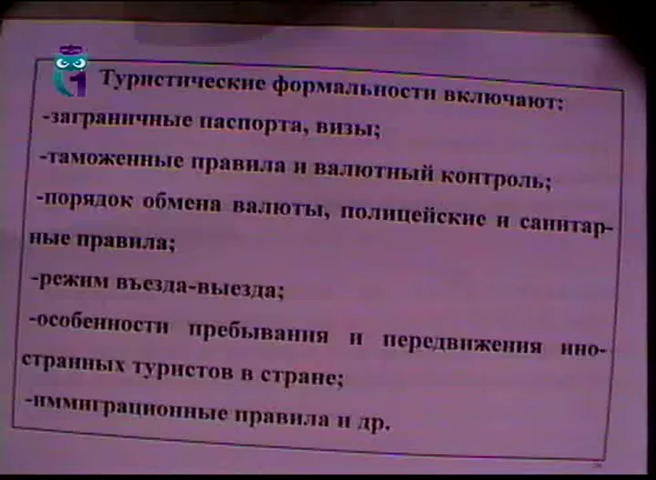 1
Туристические формальности включают:
-заграничные паспорта, визы;
-таможенные правила и валютный контроль;
-порядок обмена валюты, полицейские и санитар-
ные правила;
-режим въезда-выезда;
-особенности пребывания и передвижения ино-
странных туристов в стране;
-иммиграционные правила и др.